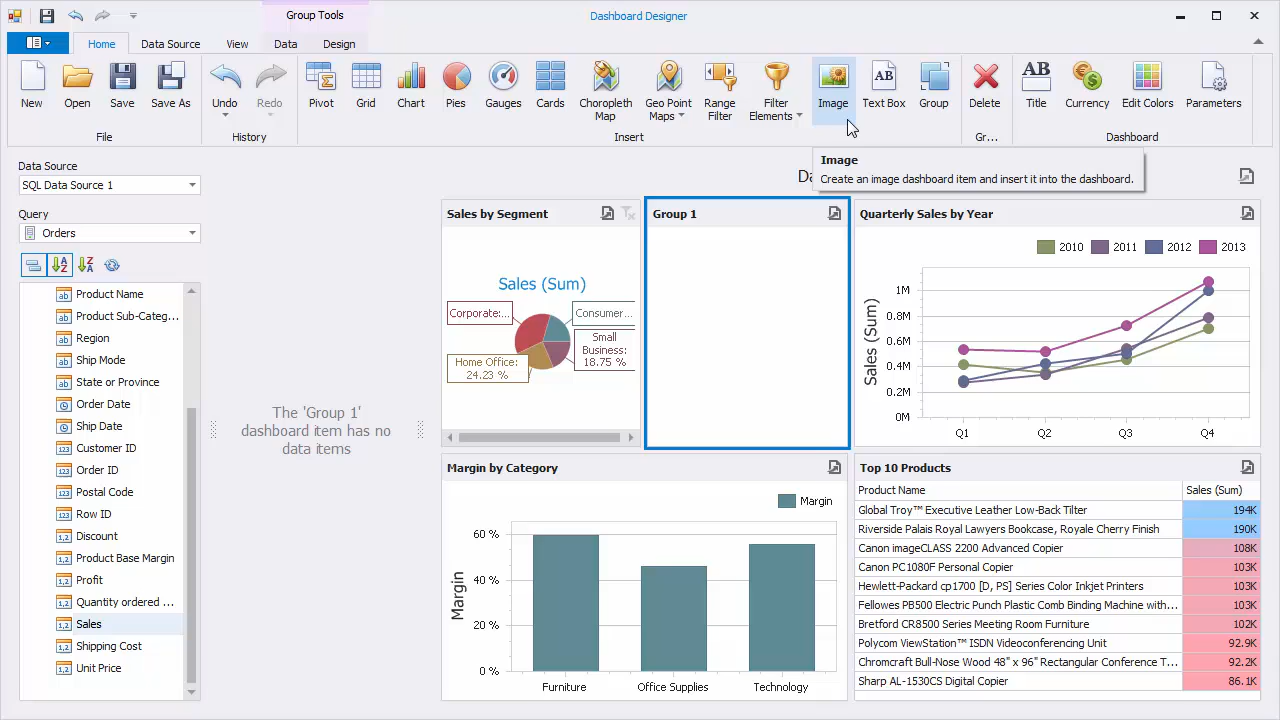 Group Tools
Dashboard Designer
Home
Data Source
View
Data
Design
New
Open
Save
Save As
Undo
Redo
Pivot
Grid
Chart
Pies
Gauges
Cards
Choropleth
Map
Geo Point
Maps
Range
Filter
Filter
Elements
Image
Text Box
Group
Delete
Title
Currency
Edit Colors
Parameters
File
History
Insert
Gr...
Dashboard
Image
Create an image dashboard item and insert it into the dashboard.
Data Source
SQL Data Source 1
Query
Orders
Product Name
Product Sub-Categ...
Region
Ship Mode
State or Province
Order Date
Ship Date
Customer ID
Order ID
Postal Code
Row ID
Discount
Product Base Margin
Profit
Quantity ordered ...
Sales
Shipping Cost
Unit Price
The 'Group 1'
dashboard item has no
data items
Sales by Segment
Sales (Sum)
Corporate:...
Consumer...
Small
Business:
18.75 %
Home Office:
24.23 %
Group 1
Quarterly Sales by Year
2010
2011
2012
2013
Sales (Sum)
1M
0.8M
0.6M
0.4M
0.2M
0M
Q1
Q2
Q3
Q4
Margin by Category
Margin
Margin
60 %
40 %
20 %
0 %
Furniture
Office Supplies
Technology
Top 10 Products
Product Name Sales (Sum)
Global Troy™ Executive Leather Low-Back Tilter 194K
Riverside Palais Royal Lawyers Bookcase, Royale Cherry Finish 190K
Canon imageCLASS 2200 Advanced Copier 108K
Canon PC1080F Personal Copier 103K
Hewlett-Packard cp1700 [D, PS] Series Color Inkjet Printers 103K
Fellowes PB500 Electric Punch Plastic Comb Binding Machine with... 103K
Bretford CR8500 Series Meeting Room Furniture 102K
Polycom ViewStation™ ISDN Videoconferencing Unit 92.9K
Chromcraft Bull-Nose Wood 48" x 96" Rectangular Conference T... 92.2K
Sharp AL-1530CS Digital Copier 86.1K